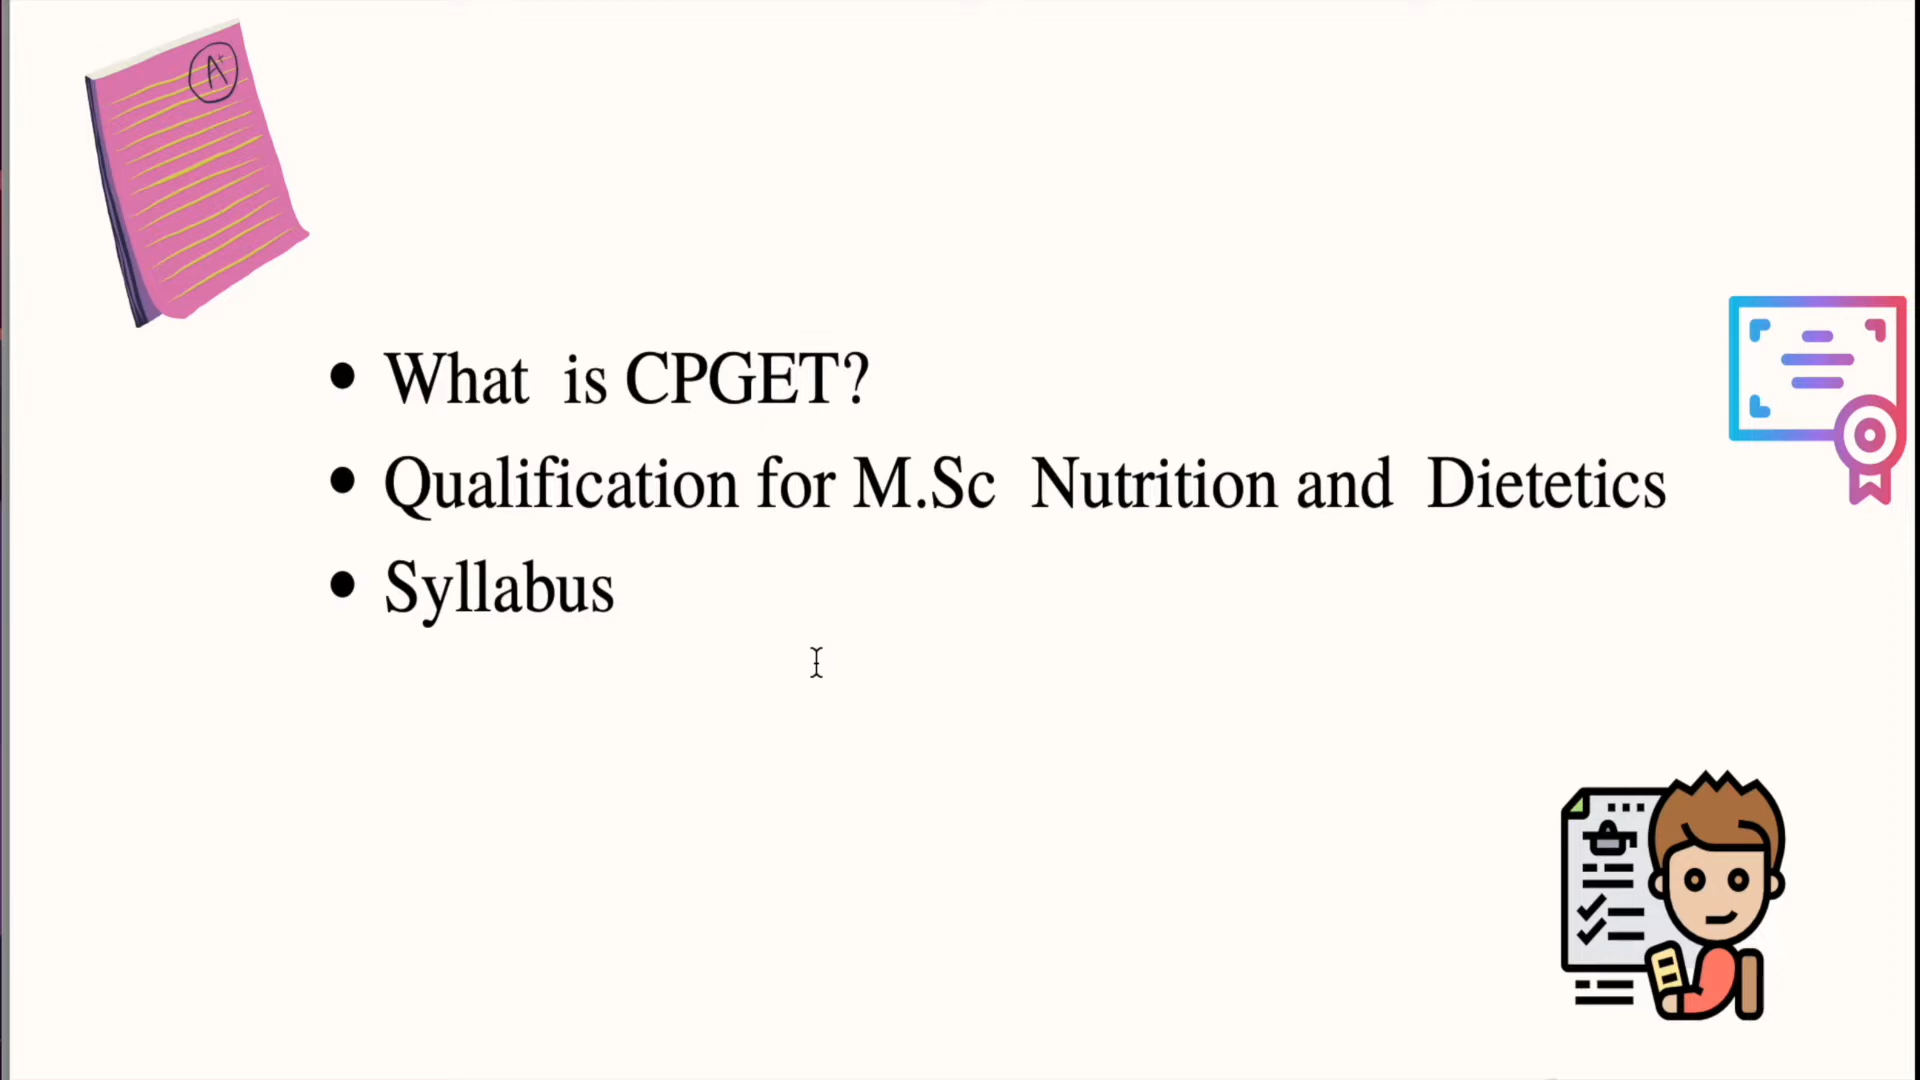 A+
• What is CPGET?
• Qualification for M.Sc Nutrition and Dietetics
• Syllabus